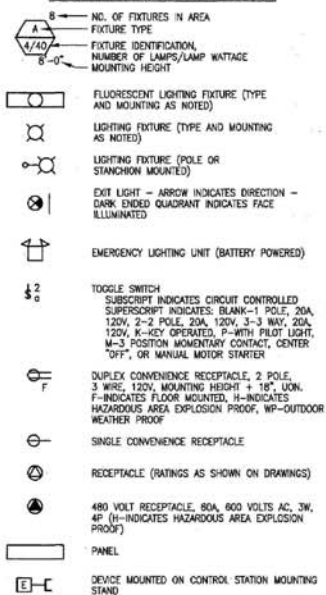 8 NO. OF FIXTURES IN AREA
A FIXTURE TYPE
4/40 FIXTURE IDENTIFICATION,
NUMBER OF LAMPS/LAMP WATTAGE
8'-0" MOUNTING HEIGHT
FLUORESCENT LIGHTING FIXTURE (TYPE
AND MOUNTING AS NOTED)
LIGHTING FIXTURE (TYPE AND MOUNTING
AS NOTED)
LIGHTING FIXTURE (POLE OR
STANCHION MOUNTED)
EXIT LIGHT - ARROW INDICATES DIRECTION -
DARK ENDED QUADRANT INDICATES FACE
ILLUMINATED
EMERGENCY LIGHTING UNIT (BATTERY POWERED)
$ 2 a TOGGLE SWITCH
SUBSCRIPT INDICATES CIRCUIT CONTROLLED
SUPERSCRIPT INDICATES: BLANK-1 POLE, 20A,
120V, 2-2 POLE, 20A, 120V, 3-3 WAY, 20A,
120V, K-KEY OPERATED, P-WITH PILOT LIGHT,
M-3 POSITION MOMENTARY CONTACT, CENTER
"OFF", OR MANUAL MOTOR STARTER
F DUPLEX CONVENIENCE RECEPTACLE, 2 POLE,
3 WIRE, 120V, MOUNTING HEIGHT + 18", UON.
F-INDICATES FLOOR MOUNTED, H-INDICATES
HAZARDOUS AREA EXPLOSION PROOF, WP-OUTDOOR
WEATHER PROOF
SINGLE CONVENIENCE RECEPTACLE
RECEPTACLE (RATINGS AS SHOWN ON DRAWINGS)
480 VOLT RECEPTACLE, 60A, 600 VOLTS AC, 3W,
4P (H-INDICATES HAZARDOUS AREA EXPLOSION
PROOF)
PANEL
E C DEVICE MOUNTED ON CONTROL STATION MOUNTING
STAND